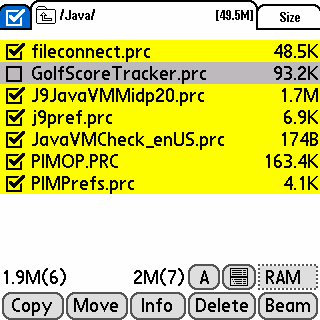 /Java/ [49.5M] Size
fileconnect.prc 48.5K
GolfScoreTracker.prc 93.2K
J9JavaVMMidp20.prc 1.7M
j9pref.prc 6.9K
JavaVMCheck_enUS.prc 174B
PIMOP.PRC 163.4K
PIMPrefs.prc 4.1K
1.9M(6) 2M(7) A RAM
Copy Move Info Delete Beam